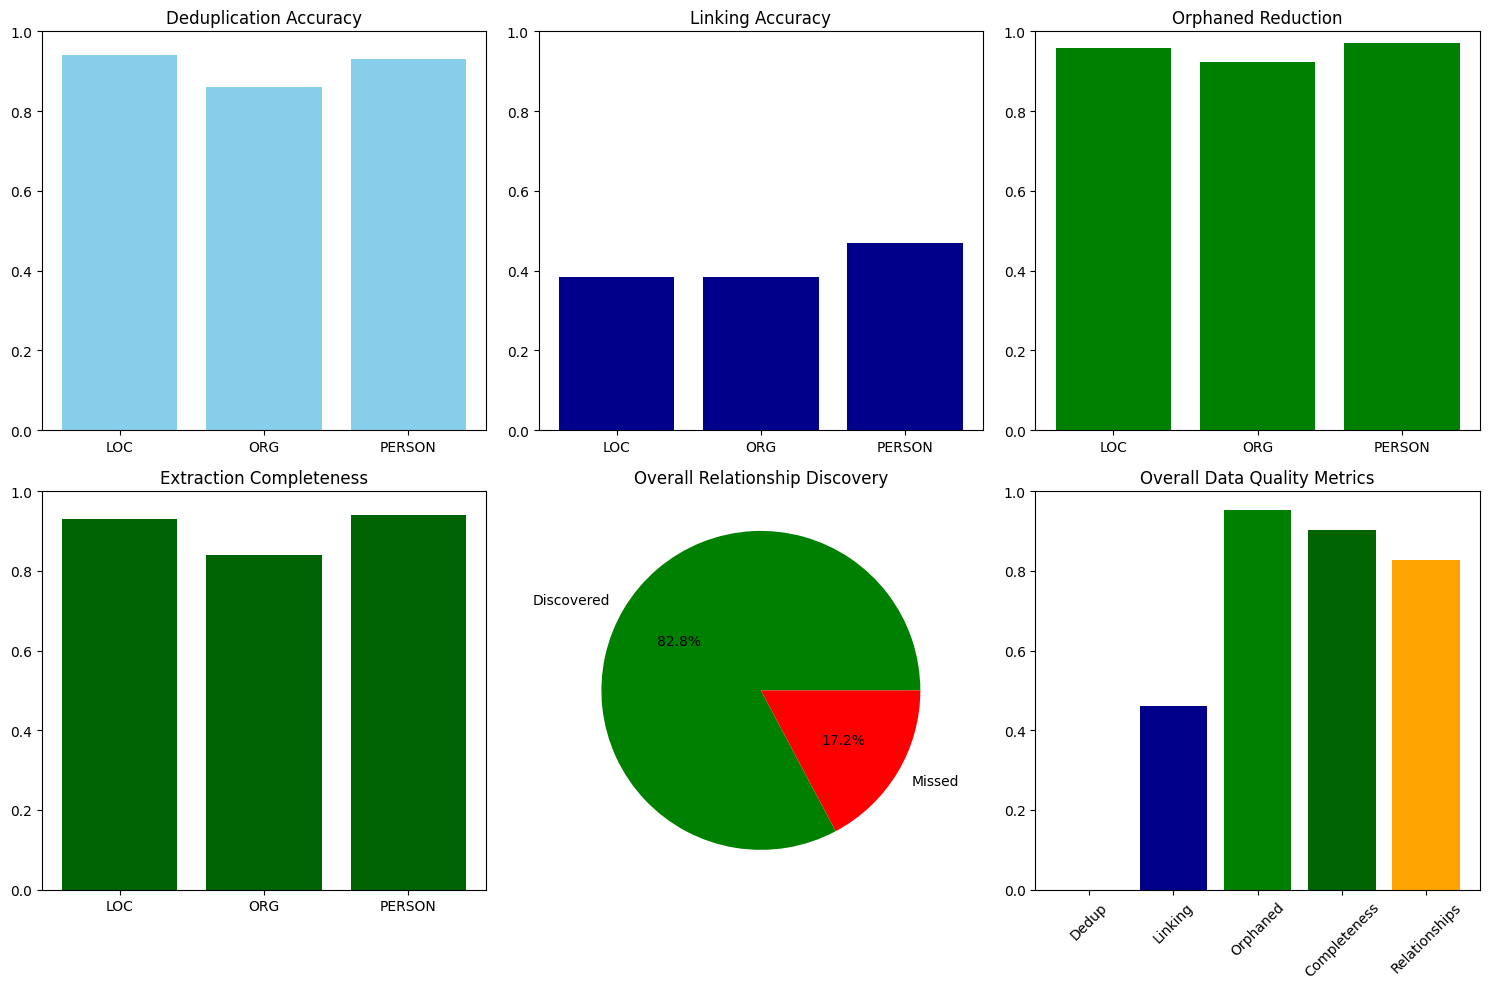 Deduplication Accuracy
1.0
0.8
0.6
0.4
0.2
0.0
LOC ORG PERSON
Linking Accuracy
1.0
0.8
0.6
0.4
0.2
0.0
LOC ORG PERSON
Orphaned Reduction
1.0
0.8
0.6
0.4
0.2
0.0
LOC ORG PERSON
Extraction Completeness
1.0
0.8
0.6
0.4
0.2
0.0
LOC ORG PERSON
Overall Relationship Discovery
Discovered
82.8%
17.2%
Missed
Overall Data Quality Metrics
1.0
0.8
0.6
0.4
0.2
0.0
Dedup Linking Orphaned Completeness Relationships